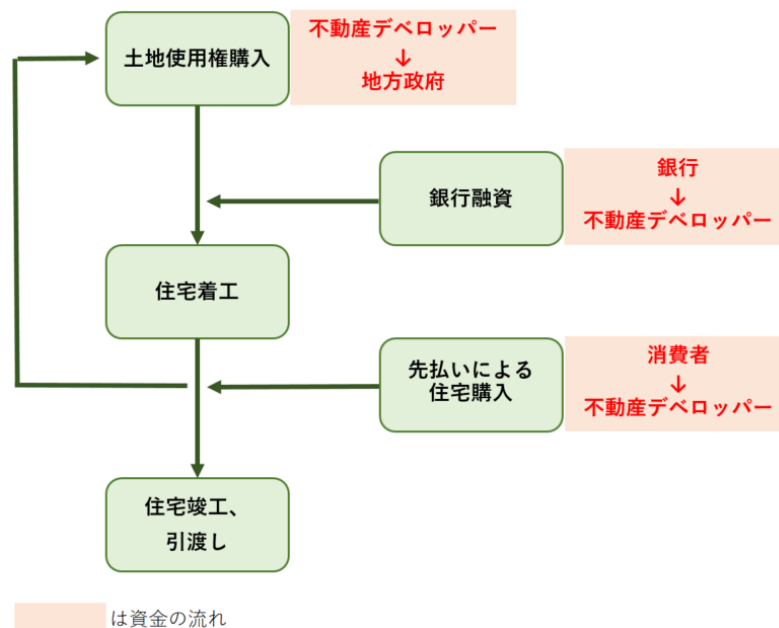 土地使用権購入
不動産デベロッパー
↓
地方政府
銀行融資
銀行
↓
不動産デベロッパー
住宅着工
先払いによる
住宅購入
消費者
↓
不動産デベロッパー
住宅竣工、
引渡し
は資金の流れ